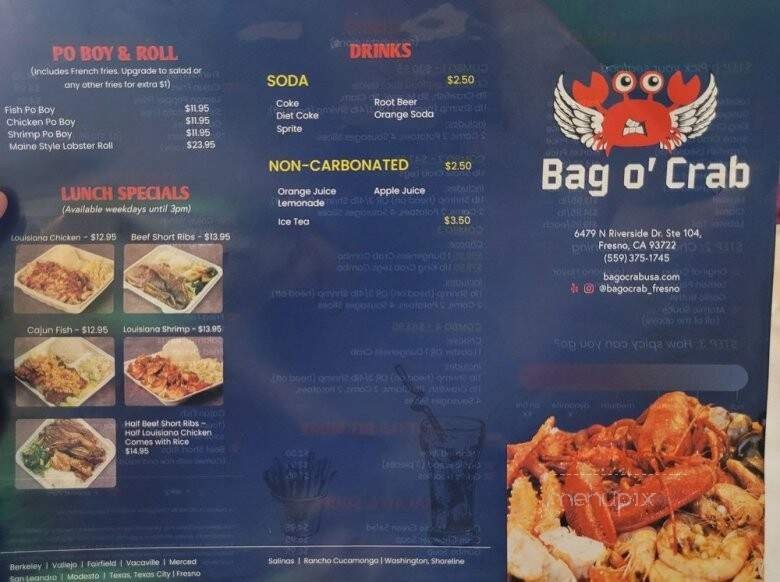 PO BOY & ROLL
(Includes French fries. Upgrade to salad or
any other fries for extra $1)
Fish Po Boy $11.95
Chicken Po Boy $11.95
Shrimp Po Boy $11.95
Maine Style Lobster Roll $23.95
LUNCH SPECIALS
(Available weekdays until 3pm)
Louisiana Chicken - $12.95 Beef Short Ribs - $13.95
Cajun Fish - $12.95 Louisiana Shrimp - $13.95
Half Beef Short Ribs -
Half Louisiana Chicken
Comes with Rice
$14.95
Berkeley | Vallejo | Fairfield | Vacaville | Merced
San Leandro | Modesto | Texas, Texas City | Fresno
DRINKS
SODA $2.50
Coke Root Beer
Diet Coke Orange Soda
Sprite
NON-CARBONATED $2.50
Orange Juice Apple Juice
Lemonade
Ice Tea $3.50
Salinas | Rancho Cucamonga | Washington, Shoreline
Bag o' Crab
6479 N Riverside Dr. Ste 104,
Fresno, CA 93722
(559) 375-1745
bagocrabusa.com
@bagocrab_fresno
menupix